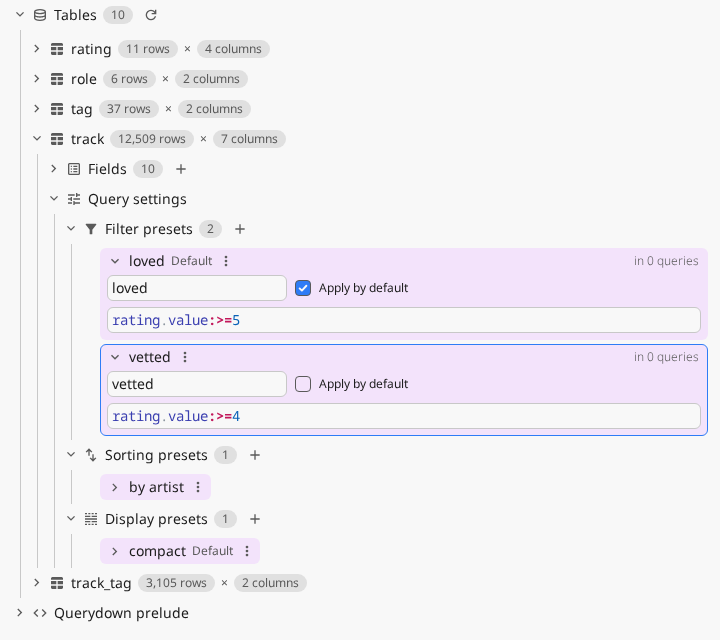 Tables 10
rating 11 rows × 4 columns
role 6 rows × 2 columns
tag 37 rows × 2 columns
track 12,509 rows × 7 columns
Fields 10 +
Query settings
Filter presets 2 +
loved Default in 0 queries
loved Apply by default
rating.value:>=5
vetted in 0 queries
vetted Apply by default
rating.value:>=4
Sorting presets 1 +
by artist
Display presets 1 +
compact Default
track_tag 3,105 rows × 2 columns
Querydown prelude